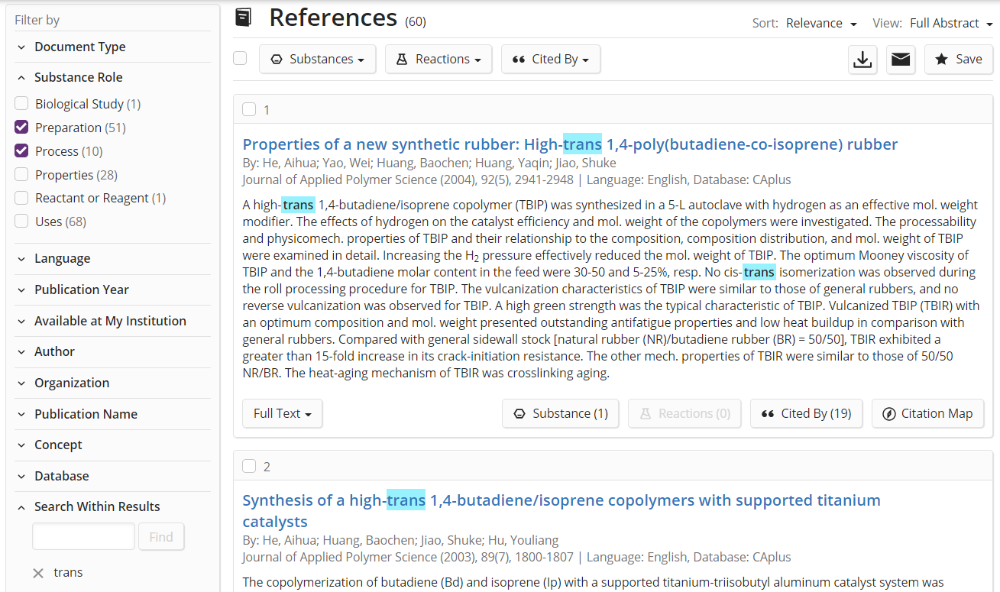 Filter by
Document Type
Substance Role
Biological Study (1)
Preparation (51)
Process (10)
Properties (28)
Reactant or Reagent (1)
Uses (68)
Language
Publication Year
Available at My Institution
Author
Organization
Publication Name
Concept
Database
Search Within Results
Find
trans
References (60)
Sort: Relevance View: Full Abstract
Substances Reactions Cited By Save
1
Properties of a new synthetic rubber: High-trans 1,4-poly(butadiene-co-isoprene) rubber
By: He, Aihua; Yao, Wei; Huang, Baochen; Huang, Yaqin; Jiao, Shuke
Journal of Applied Polymer Science (2004), 92(5), 2941-2948 | Language: English, Database: CAplus
A high-trans 1,4-butadiene/isoprene copolymer (TBIP) was synthesized in a 5-L autoclave with hydrogen as an effective mol. weight
modifier. The effects of hydrogen on the catalyst efficiency and mol. weight of the copolymers were investigated. The processability
and physicomech. properties of TBIP and their relationship to the composition, composition distribution, and mol. weight of TBIP
were examined in detail. Increasing the H2 pressure effectively reduced the mol. weight of TBIP. The optimum Mooney viscosity of
TBIP and the 1,4-butadiene molar content in the feed were 30-50 and 5-25%, resp. No cis-trans isomerization was observed during
the roll processing procedure for TBIP. The vulcanization characteristics of TBIP were similar to those of general rubbers, and no
reverse vulcanization was observed for TBIP. A high green strength was the typical characteristic of TBIP. Vulcanized TBIP (TBIR) with
an optimum composition and mol. weight presented outstanding antifatigue properties and low heat buildup in comparison with
general rubbers. Compared with general sidewall stock [natural rubber (NR)/butadiene rubber (BR) = 50/50], TBIR exhibited a
greater than 15-fold increase in its crack-initiation resistance. The other mech. properties of TBIR were similar to those of 50/50
NR/BR. The heat-aging mechanism of TBIR was crosslinking aging.
Full Text Substance (1) Reactions (0) Cited By (19) Citation Map
2
Synthesis of a high-trans 1,4-butadiene/isoprene copolymers with supported titanium
catalysts
By: He, Aihua; Huang, Baochen; Jiao, Shuke; Hu, Youliang
Journal of Applied Polymer Science (2003), 89(7), 1800-1807 | Language: English, Database: CAplus
The copolymerization of butadiene (Bd) and isoprene (Ip) with a supported titanium-triisobutyl aluminum catalyst system was